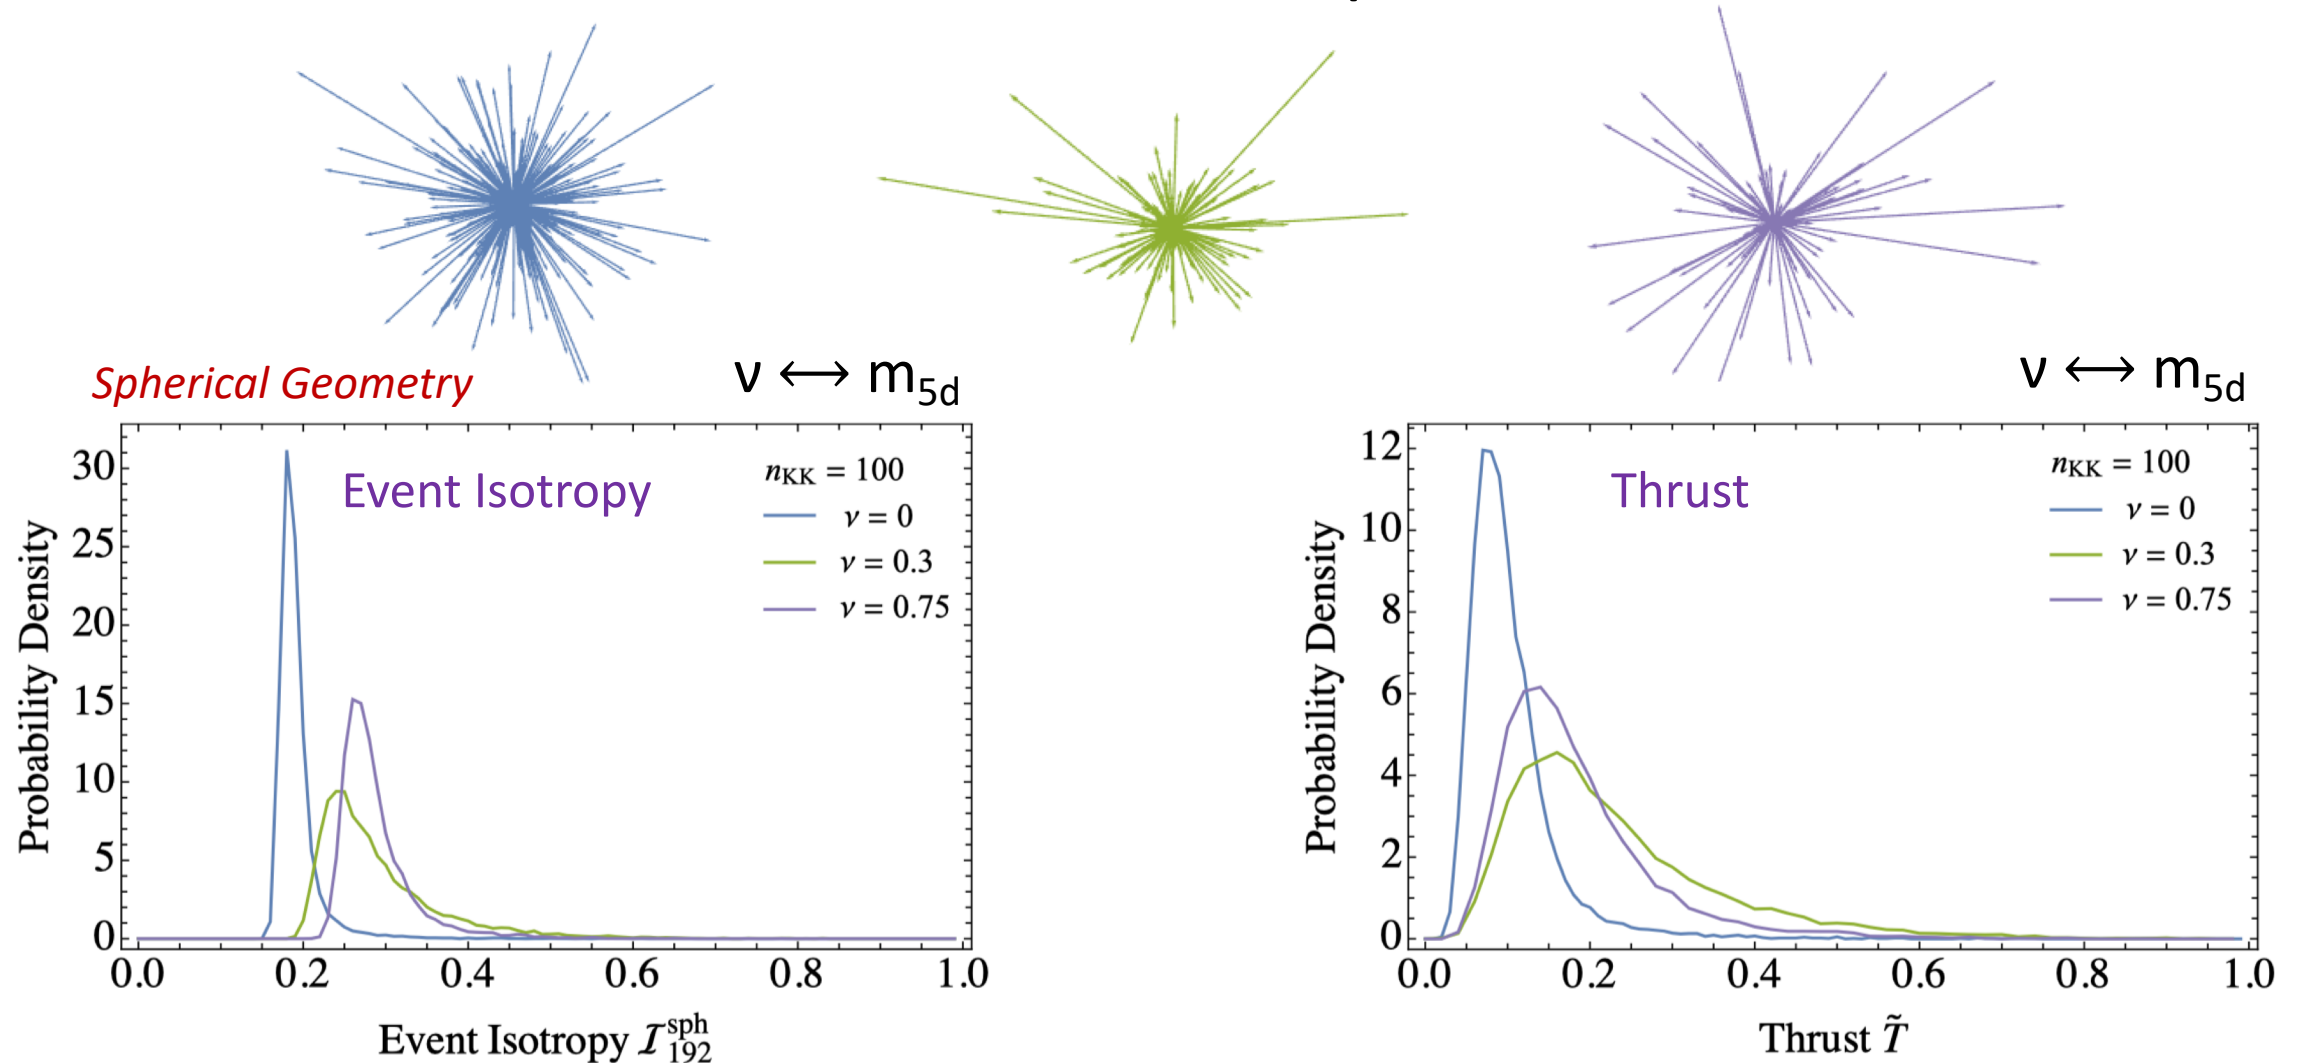 Spherical Geometry
ν ⟷ m5d
ν ⟷ m5d
Event Isotropy
nKK = 100
ν = 0
ν = 0.3
ν = 0.75
Probability Density
30
25
20
15
10
5
0
0.0 0.2 0.4 0.6 0.8 1.0
Event Isotropy 𝓘sph192
Thrust
nKK = 100
ν = 0
ν = 0.3
ν = 0.75
Probability Density
12
10
8
6
4
2
0
0.0 0.2 0.4 0.6 0.8 1.0
Thrust T̃